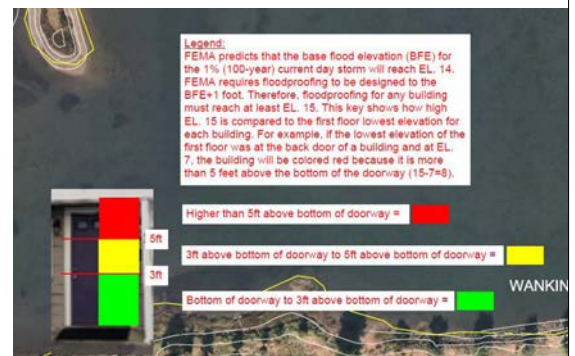 Legend:
FEMA predicts that the base flood elevation (BFE) for
the 1% (100-year) current day storm will reach EL. 14.
FEMA requires floodproofing to be designed to the
BFE+1 foot. Therefore, floodproofing for any building
must reach at least EL. 15. This key shows how high
EL. 15 is compared to the first floor lowest elevation for
each building. For example, if the lowest elevation of the
first floor was at the back door of a building and at EL.
7, the building will be colored red because it is more
than 5 feet above the bottom of the doorway (15-7=8).
Higher than 5ft above bottom of doorway =
5ft
3ft above bottom of doorway to 5ft above bottom of doorway =
3ft
WANKIN
Bottom of doorway to 3ft above bottom of doorway =